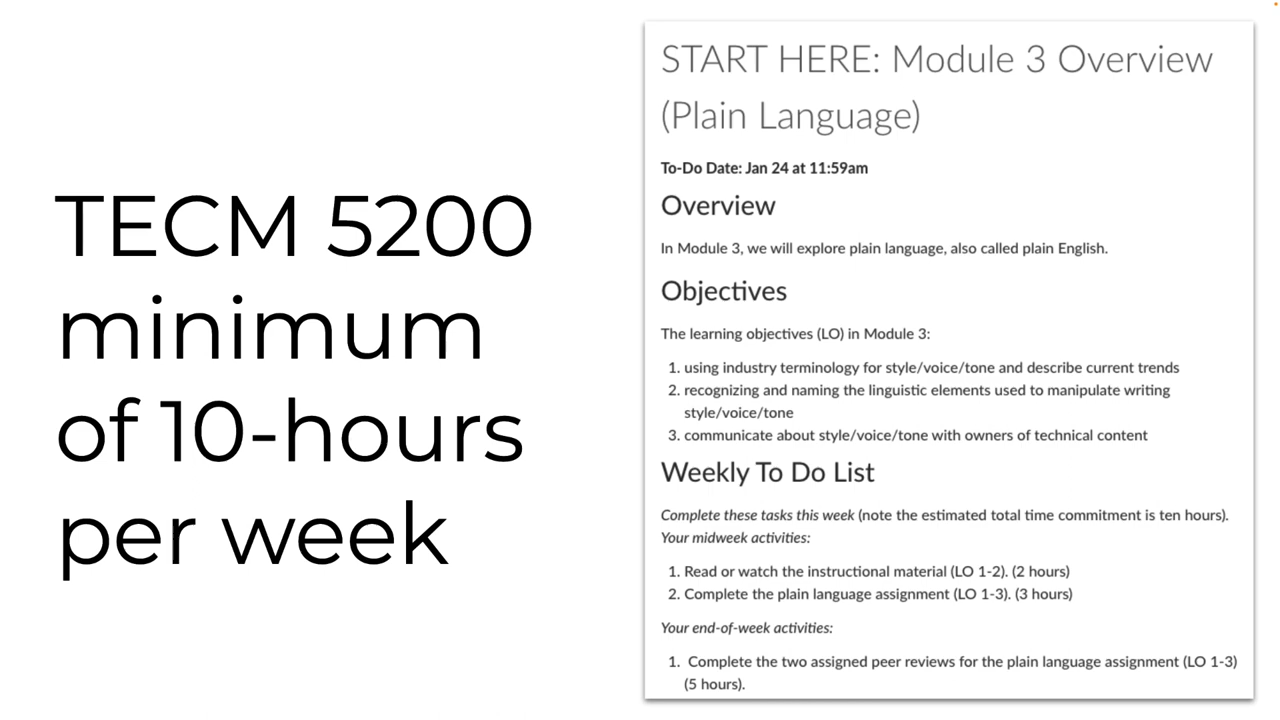 TECM 5200
minimum
of 10-hours
per week
START HERE: Module 3 Overview
(Plain Language)
To-Do Date: Jan 24 at 11:59am
Overview
In Module 3, we will explore plain language, also called plain English.
Objectives
The learning objectives (LO) in Module 3:
1. using industry terminology for style/voice/tone and describe current trends
2. recognizing and naming the linguistic elements used to manipulate writing
style/voice/tone
3. communicate about style/voice/tone with owners of technical content
Weekly To Do List
Complete these tasks this week (note the estimated total time commitment is ten hours).
Your midweek activities:
1. Read or watch the instructional material (LO 1-2). (2 hours)
2. Complete the plain language assignment (LO 1-3). (3 hours)
Your end-of-week activities:
1. Complete the two assigned peer reviews for the plain language assignment (LO 1-3)
(5 hours).